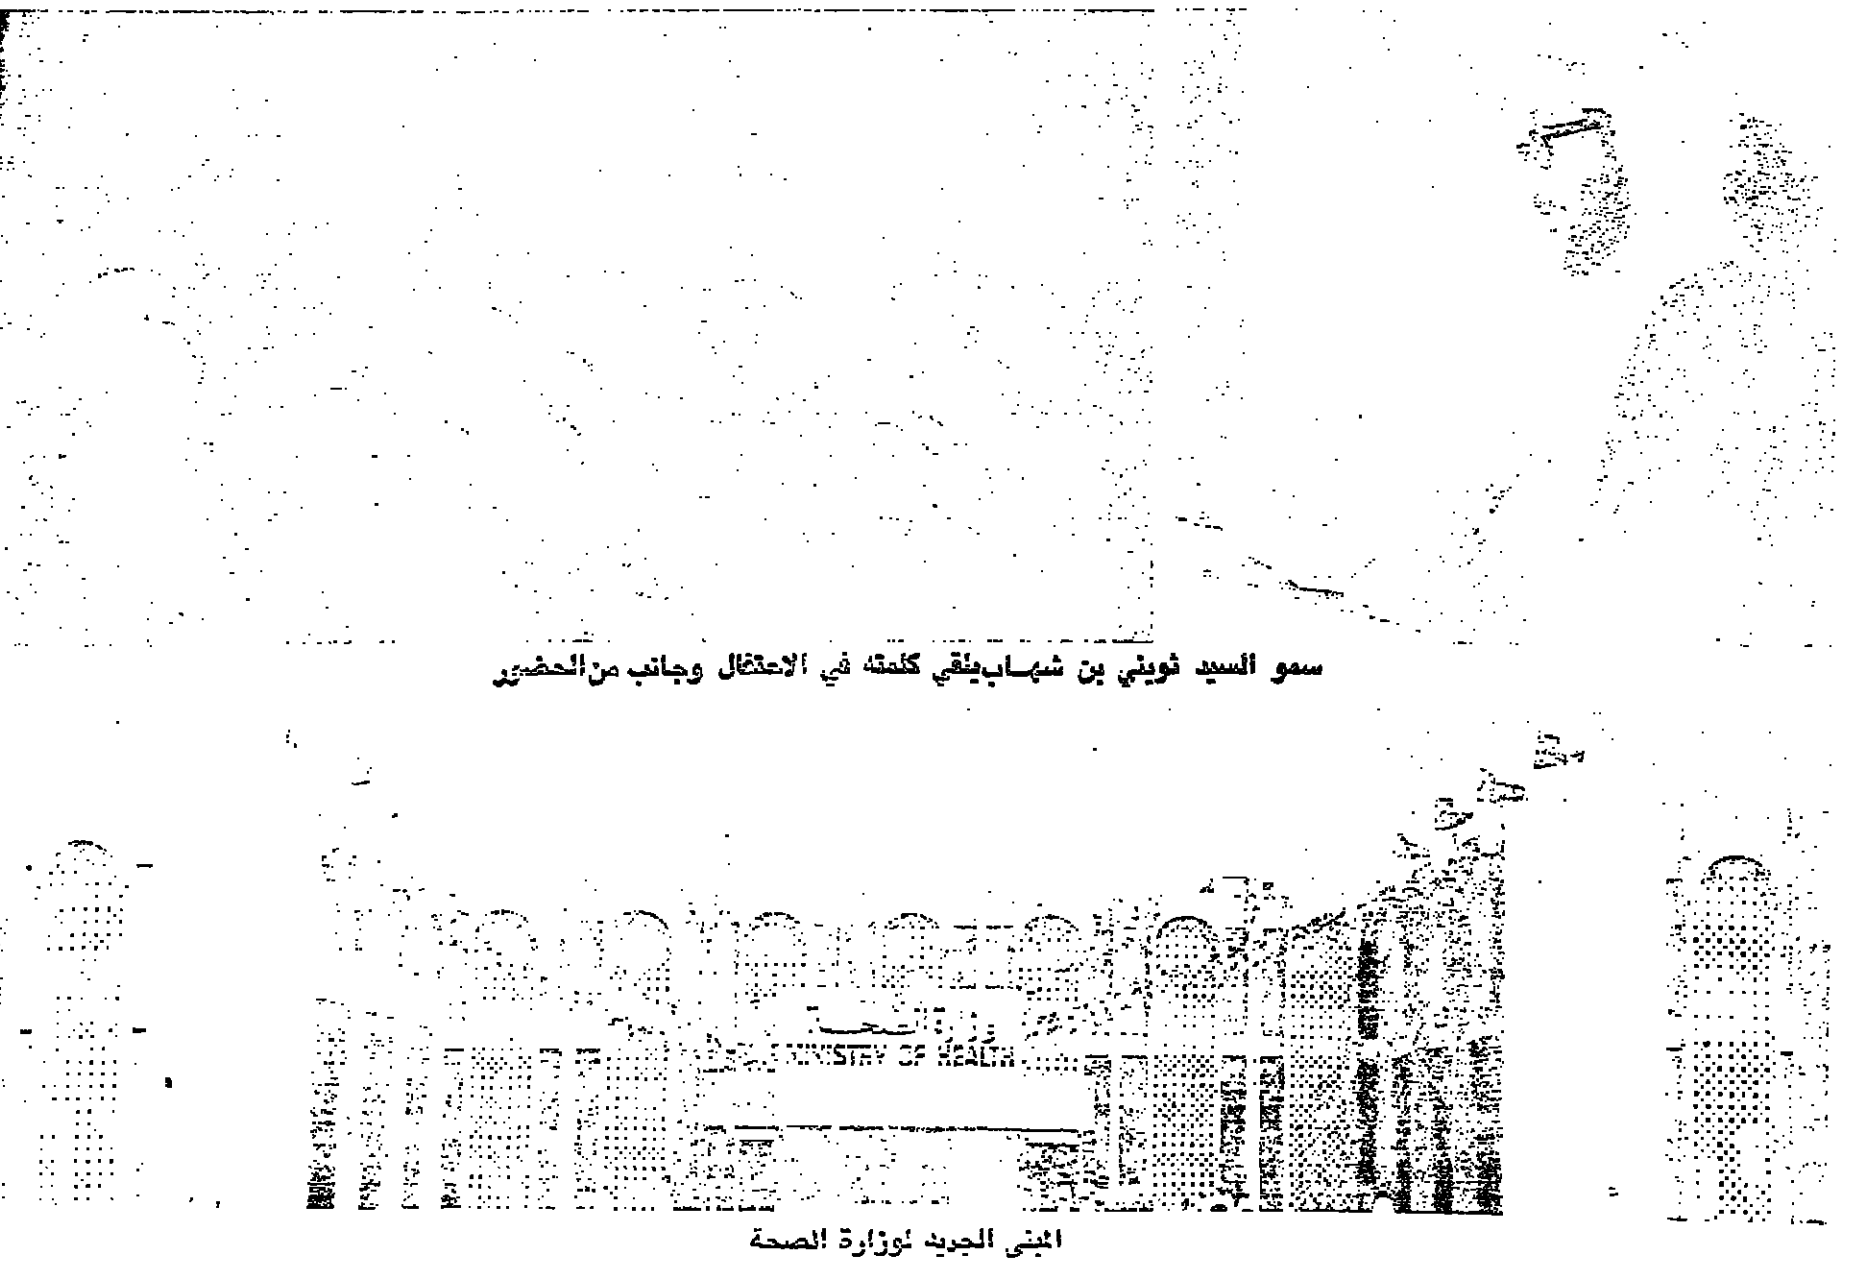 سمو السيد ثويني بن شهاب يلقي كلمته في الاحتفال وجانب من الحضور
وزارة الصحة
MINISTRY OF HEALTH
المبنى الجديد لوزارة الصحة